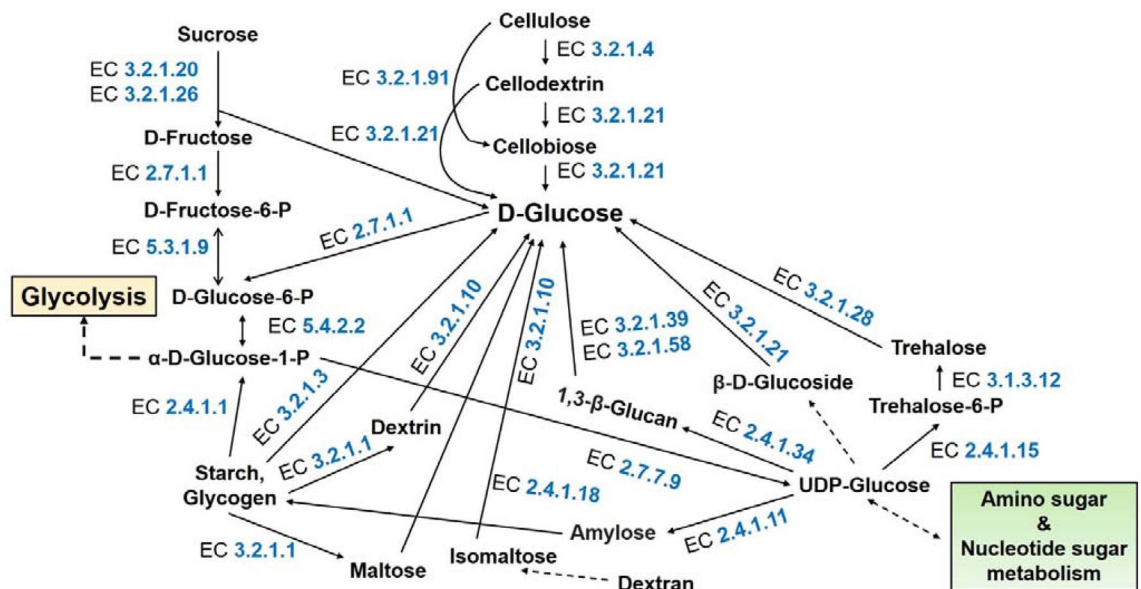 Sucrose
EC 3.2.1.20
EC 3.2.1.26
D-Fructose
EC 2.7.1.1
D-Fructose-6-P
EC 5.3.1.9
Glycolysis
D-Glucose-6-P
EC 5.4.2.2
α-D-Glucose-1-P
EC 2.4.1.1
Starch,
Glycogen
EC 3.2.1.1
Cellulose
EC 3.2.1.4
EC 3.2.1.91
Cellodextrin
EC 3.2.1.21
EC 3.2.1.21
Cellobiose
EC 3.2.1.21
D-Glucose
EC 2.7.1.1
EC 3.2.1.3
EC 3.2.1.10
EC 3.2.1.10
EC 3.2.1.1
Dextrin
Maltose
Isomaltose
Dextran
EC 2.4.1.18
Amylose
EC 3.2.1.39
EC 3.2.1.58
1,3-β-Glucan
EC 2.7.7.9
EC 2.4.1.34
EC 2.4.1.11
EC 3.2.1.21
β-D-Glucoside
EC 3.2.1.28
Trehalose
EC 3.1.3.12
Trehalose-6-P
EC 2.4.1.15
UDP-Glucose
Amino sugar
&
Nucleotide sugar
metabolism